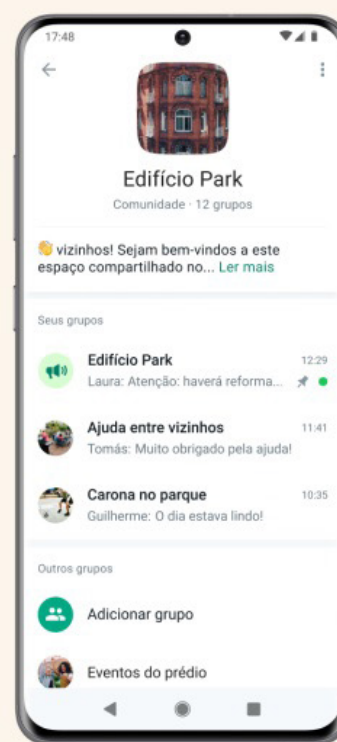 17:48
Edifício Park
Comunidade · 12 grupos
👋 vizinhos! Sejam bem-vindos a este
espaço compartilhado no... Ler mais
Seus grupos
Edifício Park 12:29
Laura: Atenção: haverá reforma...
Ajuda entre vizinhos 11:41
Tomás: Muito obrigado pela ajuda!
Carona no parque 10:35
Guilherme: O dia estava lindo!
Outros grupos
Adicionar grupo
Eventos do prédio